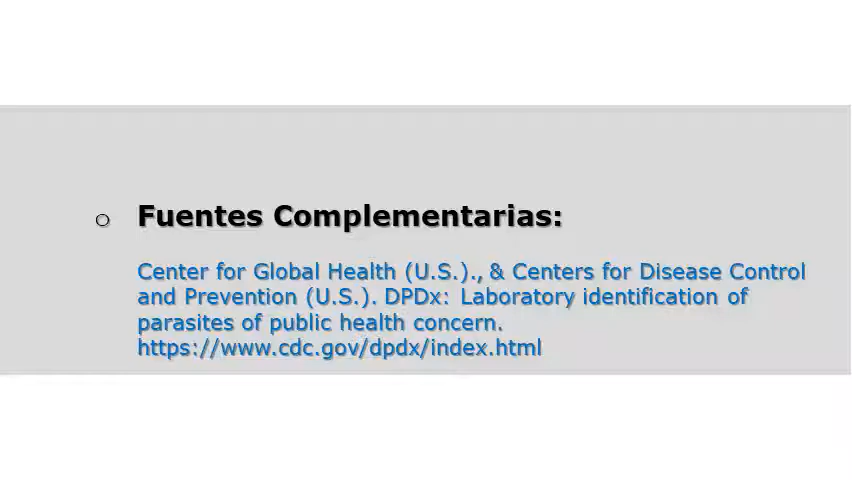 o Fuentes Complementarias:
Center for Global Health (U.S.)., & Centers for Disease Control
and Prevention (U.S.). DPDx: Laboratory identification of
parasites of public health concern.
https://www.cdc.gov/dpdx/index.html